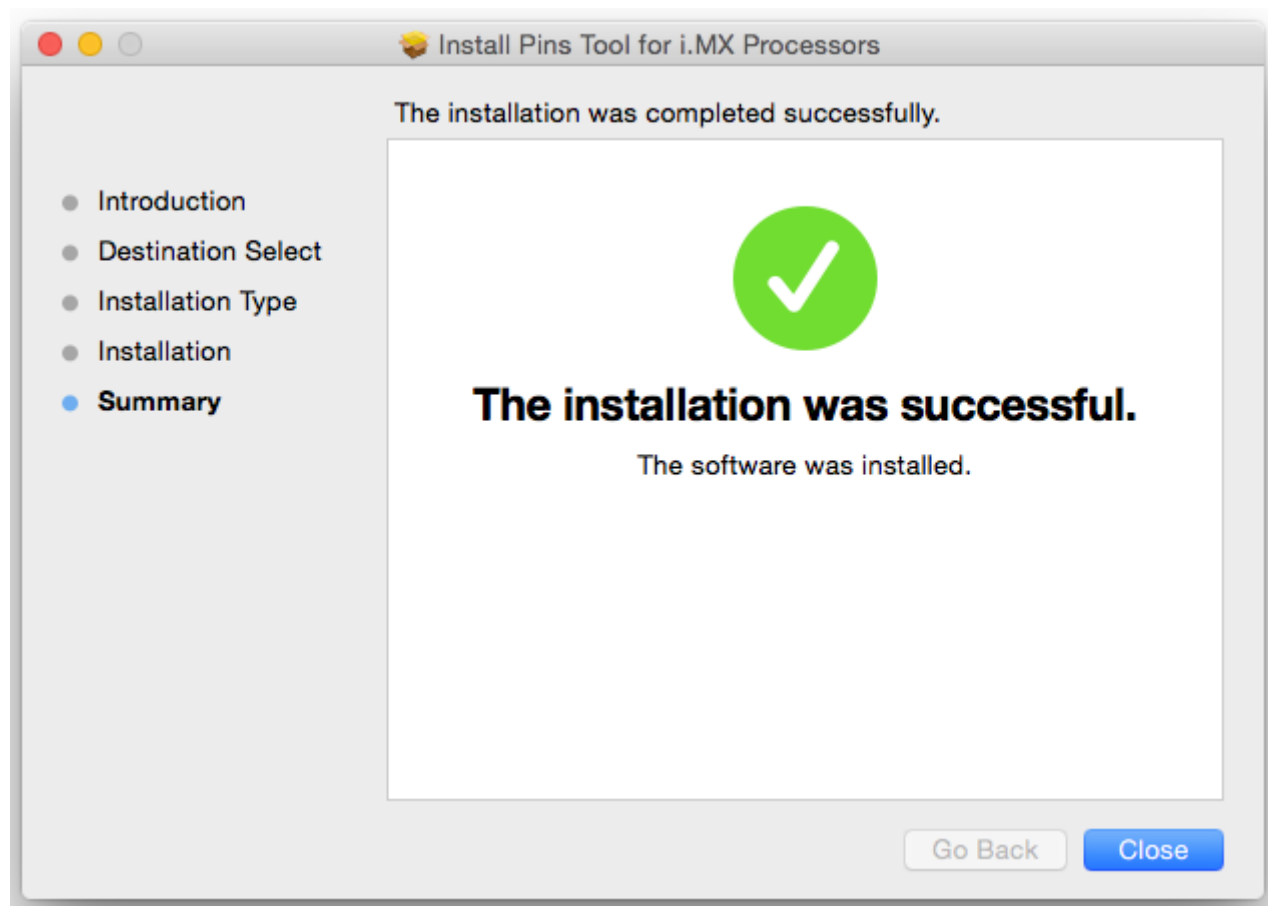 Install Pins Tool for i.MX Processors
The installation was completed successfully.
Introduction
Destination Select
Installation Type
Installation
Summary
The installation was successful.
The software was installed.
Go Back
Close